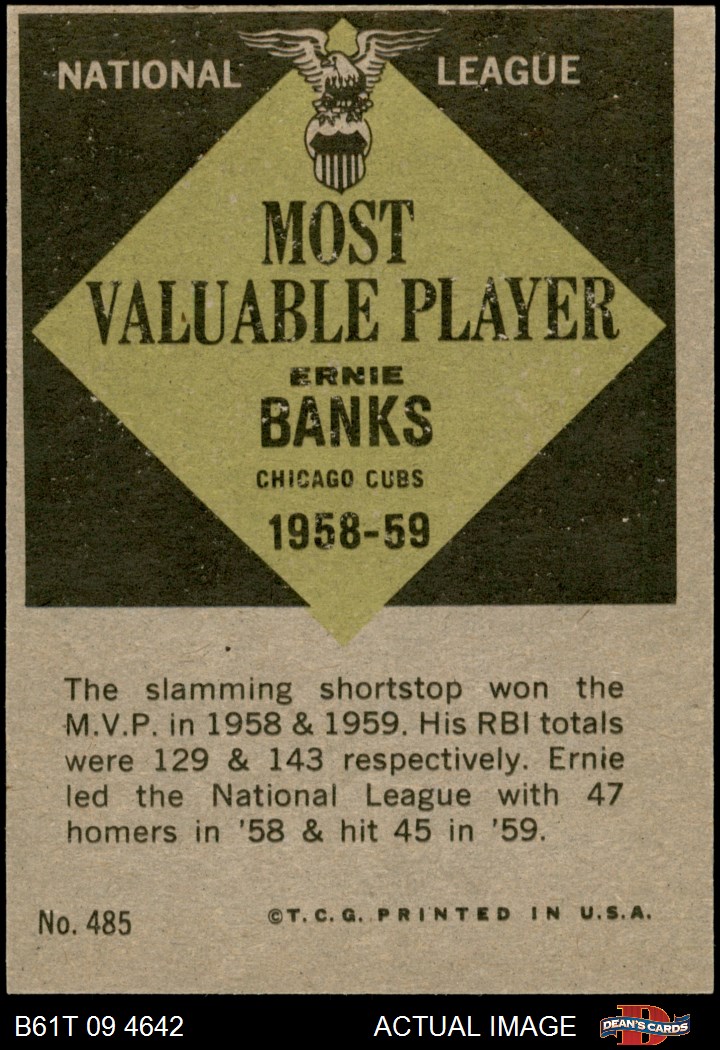 NATIONAL LEAGUE
MOST
VALUABLE PLAYER
ERNIE
BANKS
CHICAGO CUBS
1958-59
The slamming shortstop won the
M.V.P. in 1958 & 1959. His RBI totals
were 129 & 143 respectively. Ernie
led the National League with 47
homers in '58 & hit 45 in '59.
No. 485 ©T.C.G. PRINTED IN U.S.A.
B61T 09 4642 ACTUAL IMAGE DEAN'S CARDS